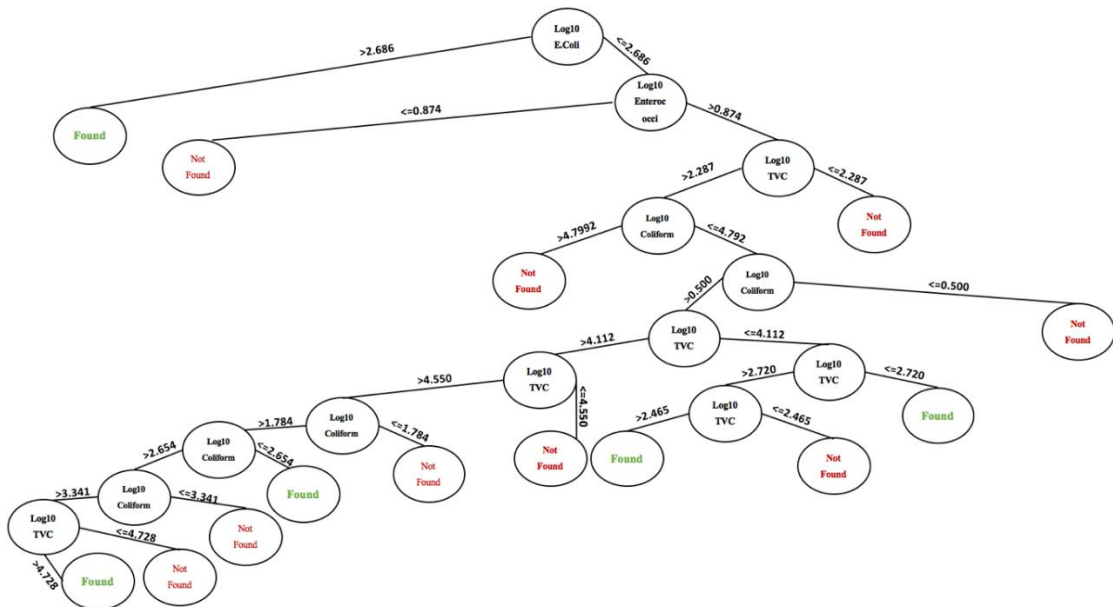 Log10
E.Coli
>2.686
<=2.686
Log10
Enteroc
occi
<=0.874
>0.874
Found
Not
Found
Log10
TVC
>2.287
<=2.287
Log10
Coliform
Not
Found
>4.7992
<=4.792
Not
Found
Log10
Coliform
>0.500
<=0.500
Not
Found
Log10
TVC
>4.112
<=4.112
Log10
TVC
Log10
TVC
>4.550
<=4.550
>2.720
<=2.720
Log10
Coliform
Log10
TVC
Found
>1.784
<=1.784
>2.465
<=2.465
Log10
Coliform
Not
Found
Not
Found
Found
Not
Found
>2.654
<=2.654
Log10
Coliform
Found
>3.341
<=3.341
Log10
TVC
Not
Found
<=4.728
>4.728
Found
Not
Found